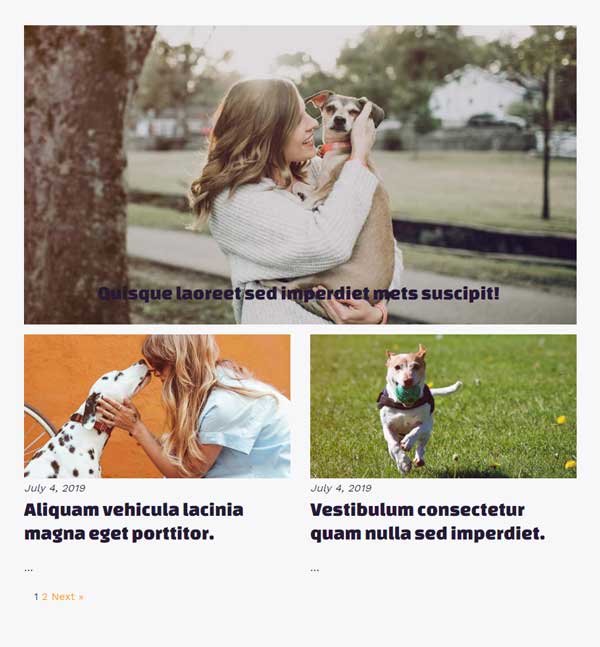 Quisque laoreet sed imperdiet mets suscipit!
July 4, 2019
Aliquam vehicula lacinia
magna eget porttitor.
...
July 4, 2019
Vestibulum consectetur
quam nulla sed imperdiet.
...
1 2 Next »